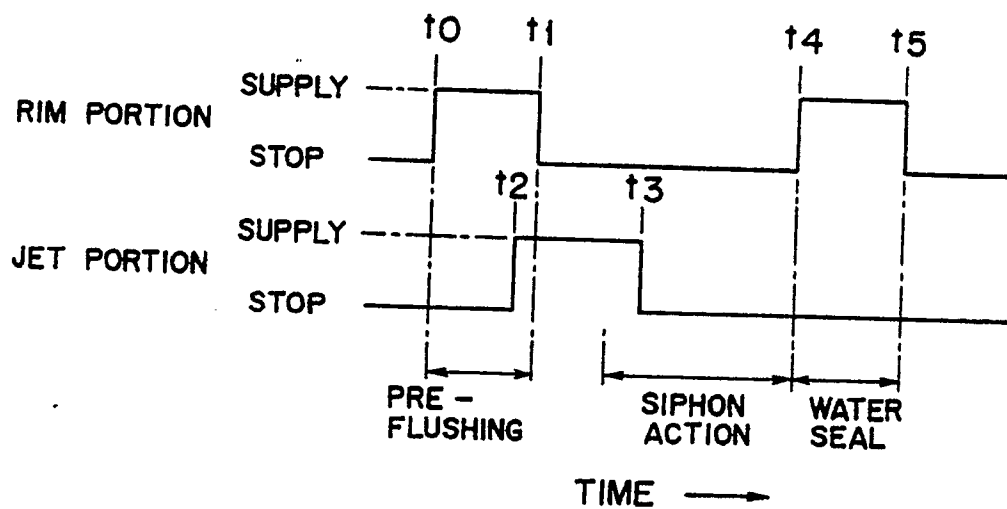 t0 t1 t4 t5
SUPPLY
RIM PORTION
STOP
t2 t3
SUPPLY
JET PORTION
STOP
PRE - FLUSHING
SIPHON ACTION
WATER SEAL
TIME